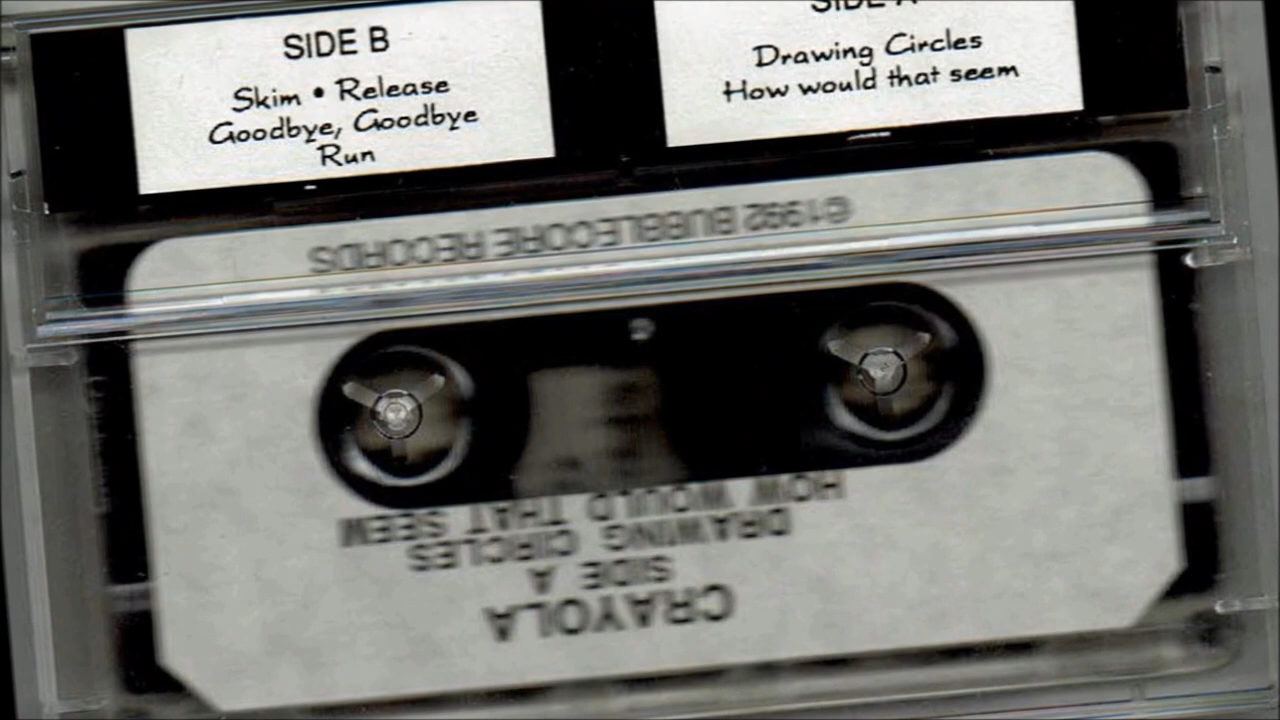 SIDE B
Skim • Release
Goodbye, Goodbye
Run
SIDE A
Drawing Circles
How would that seem
CRAYOLA
SIDE A
DRAWING CIRCLES
HOW WOULD THAT SEEM
©1992 BUBBLECORE RECORDS